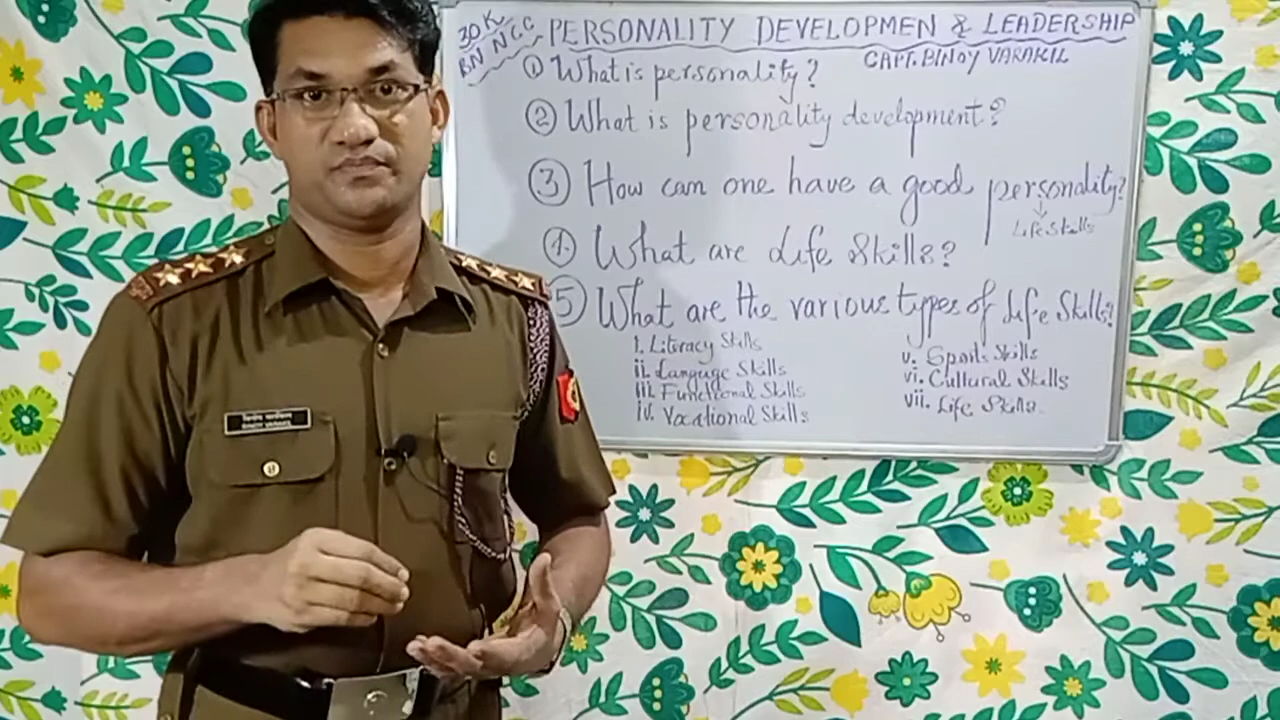 30 K
BN NCC
PERSONALITY DEVELOPMEN & LEADERSHIP
CAPT. BINOY VARAKIL
① What is personality?
② What is personality development?
③ How can one have a good personality?
↓
Life Skills
④ What are Life Skills?
⑤ What are the various types of Life Skills?
i. Literacy Skills
ii. Language Skills
iii. Functional Skills
iv. Vocational Skills
v. Sports Skills
vi. Cultural Skills
vii. Life Skills